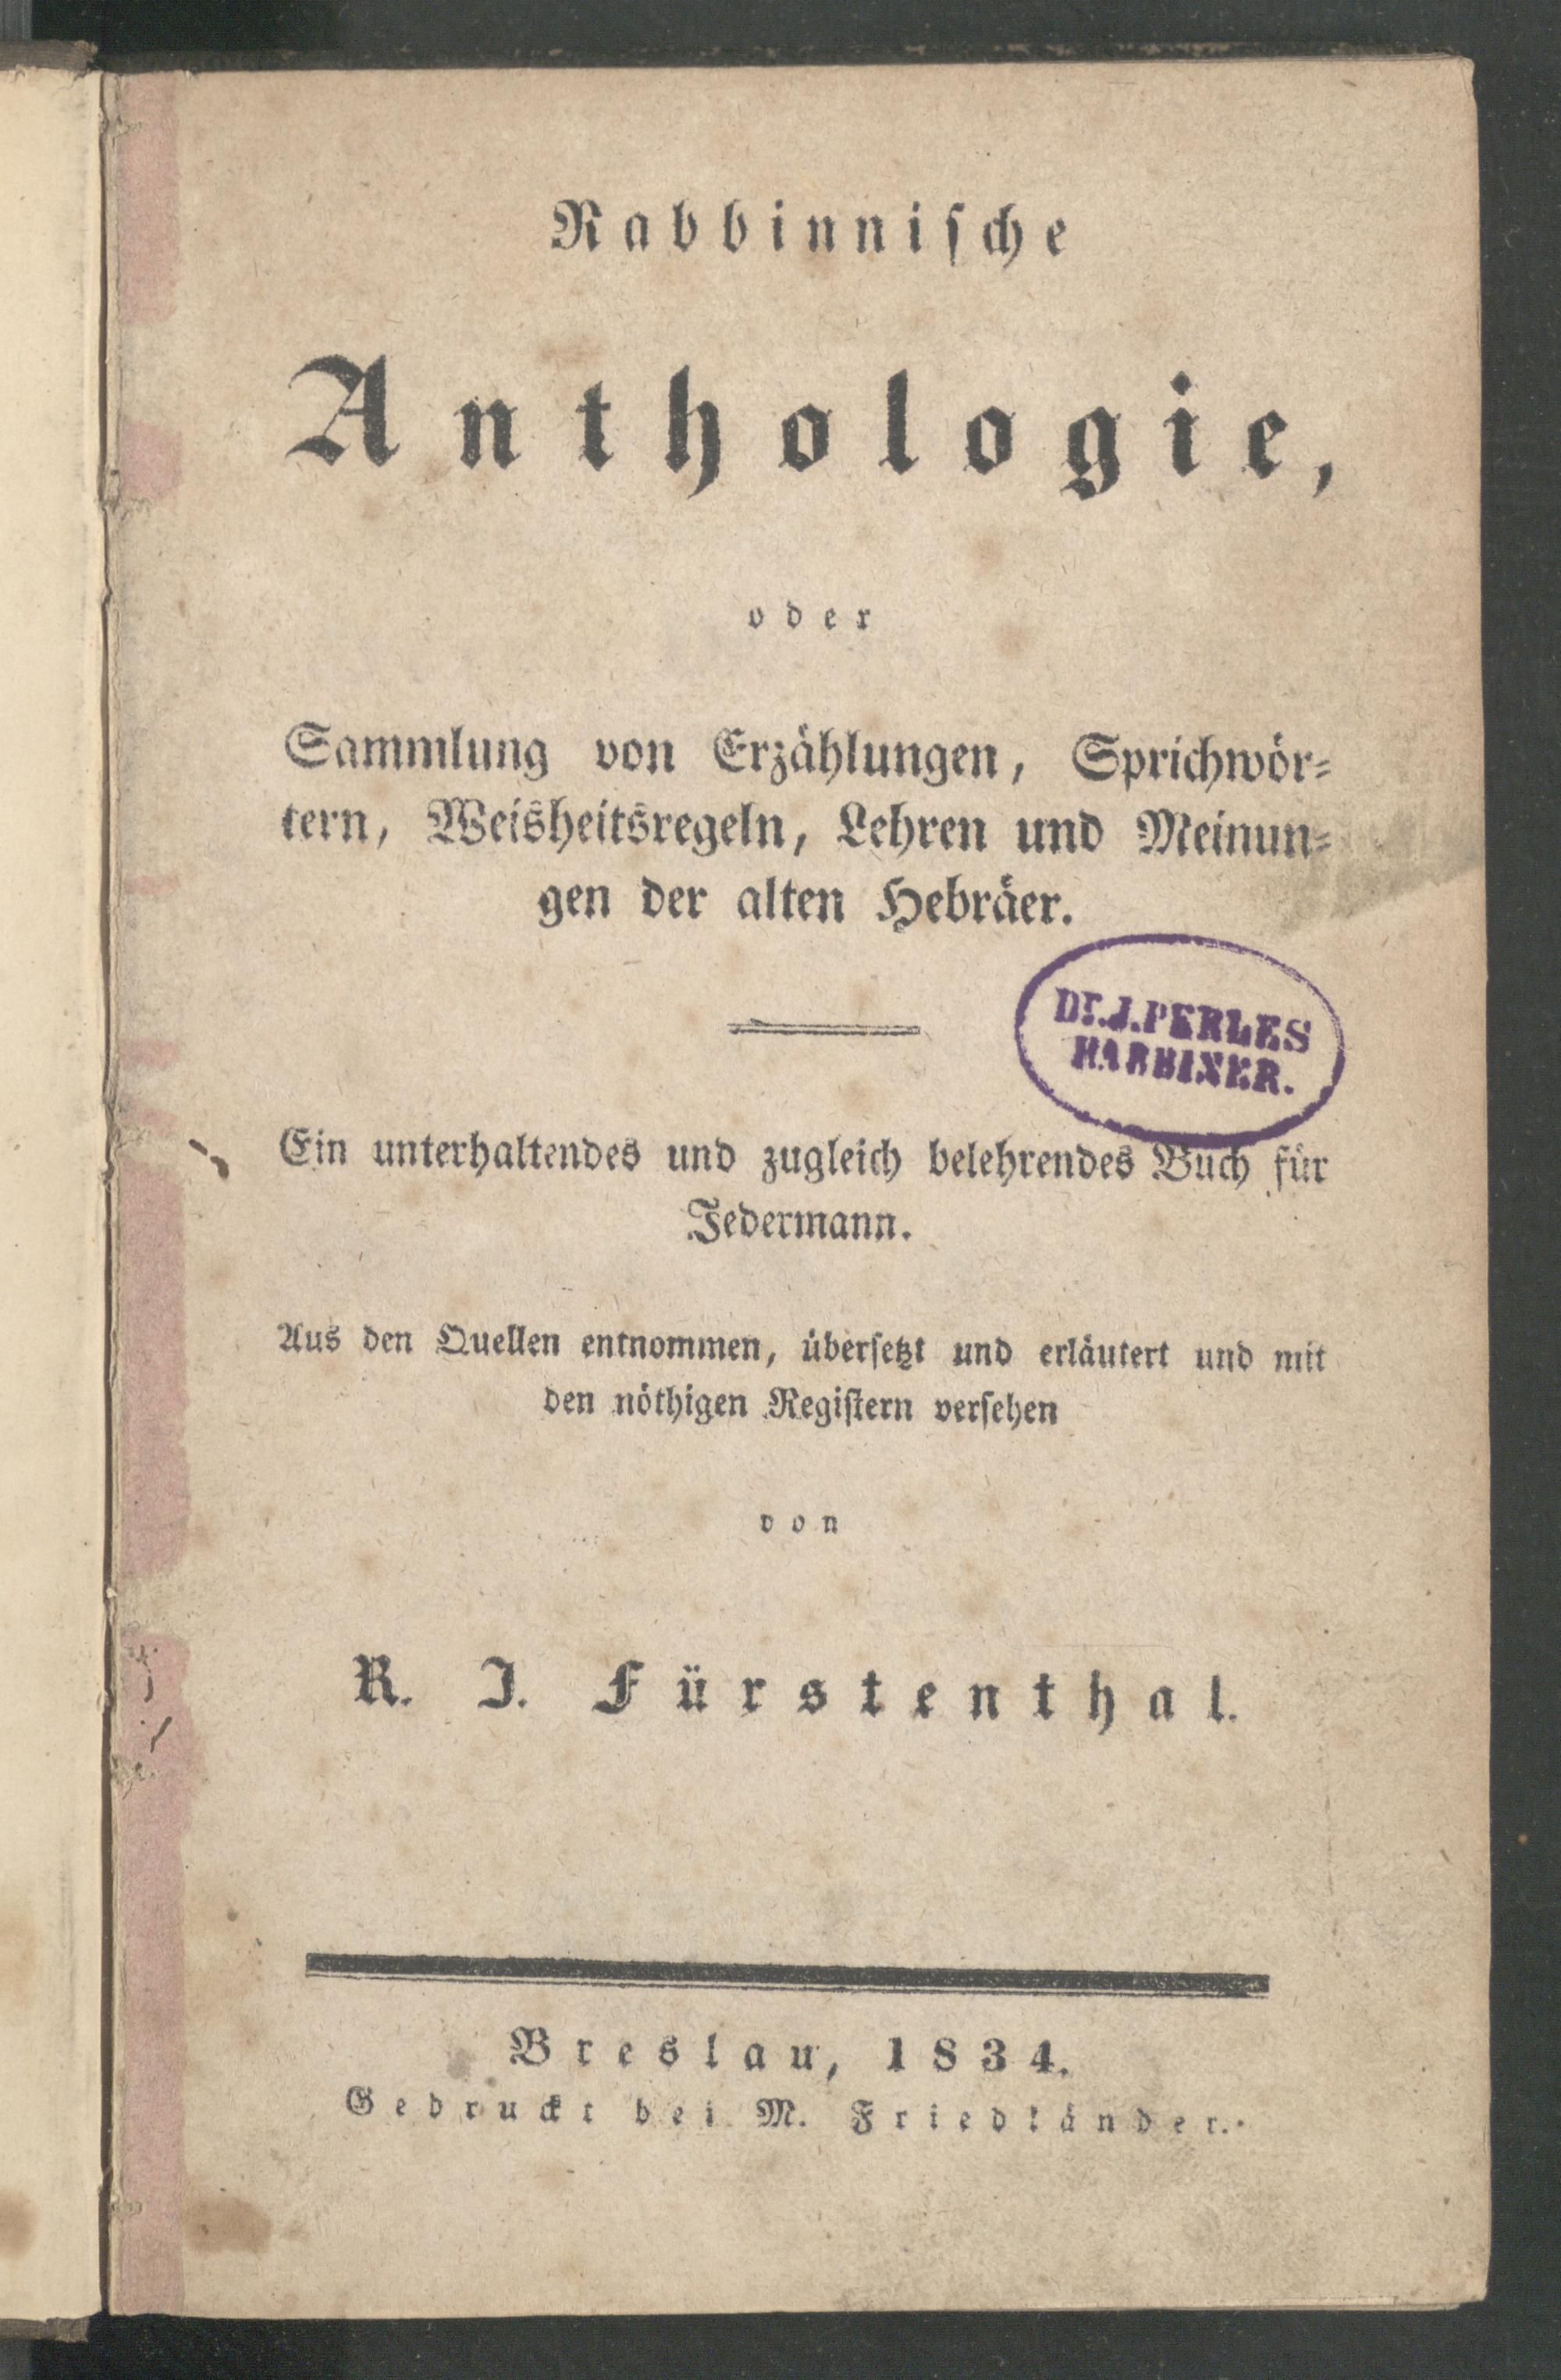 Rabbinnische
Anthologie,
oder
Sammlung von Erzählungen, Sprichwör-
tern, Weisheitsregeln, Lehren und Meinun-
gen der alten Hebräer.
Dr. J. PERLES
RABBINER.
Ein unterhaltendes und zugleich belehrendes Buch für
Jedermann.
Aus den Quellen entnommen, übersetzt und erläutert und mit
den nöthigen Registern versehen
von
R. J. Fürstenthal.
Breslau, 1834.
Gedruckt bei M. Friedländer.